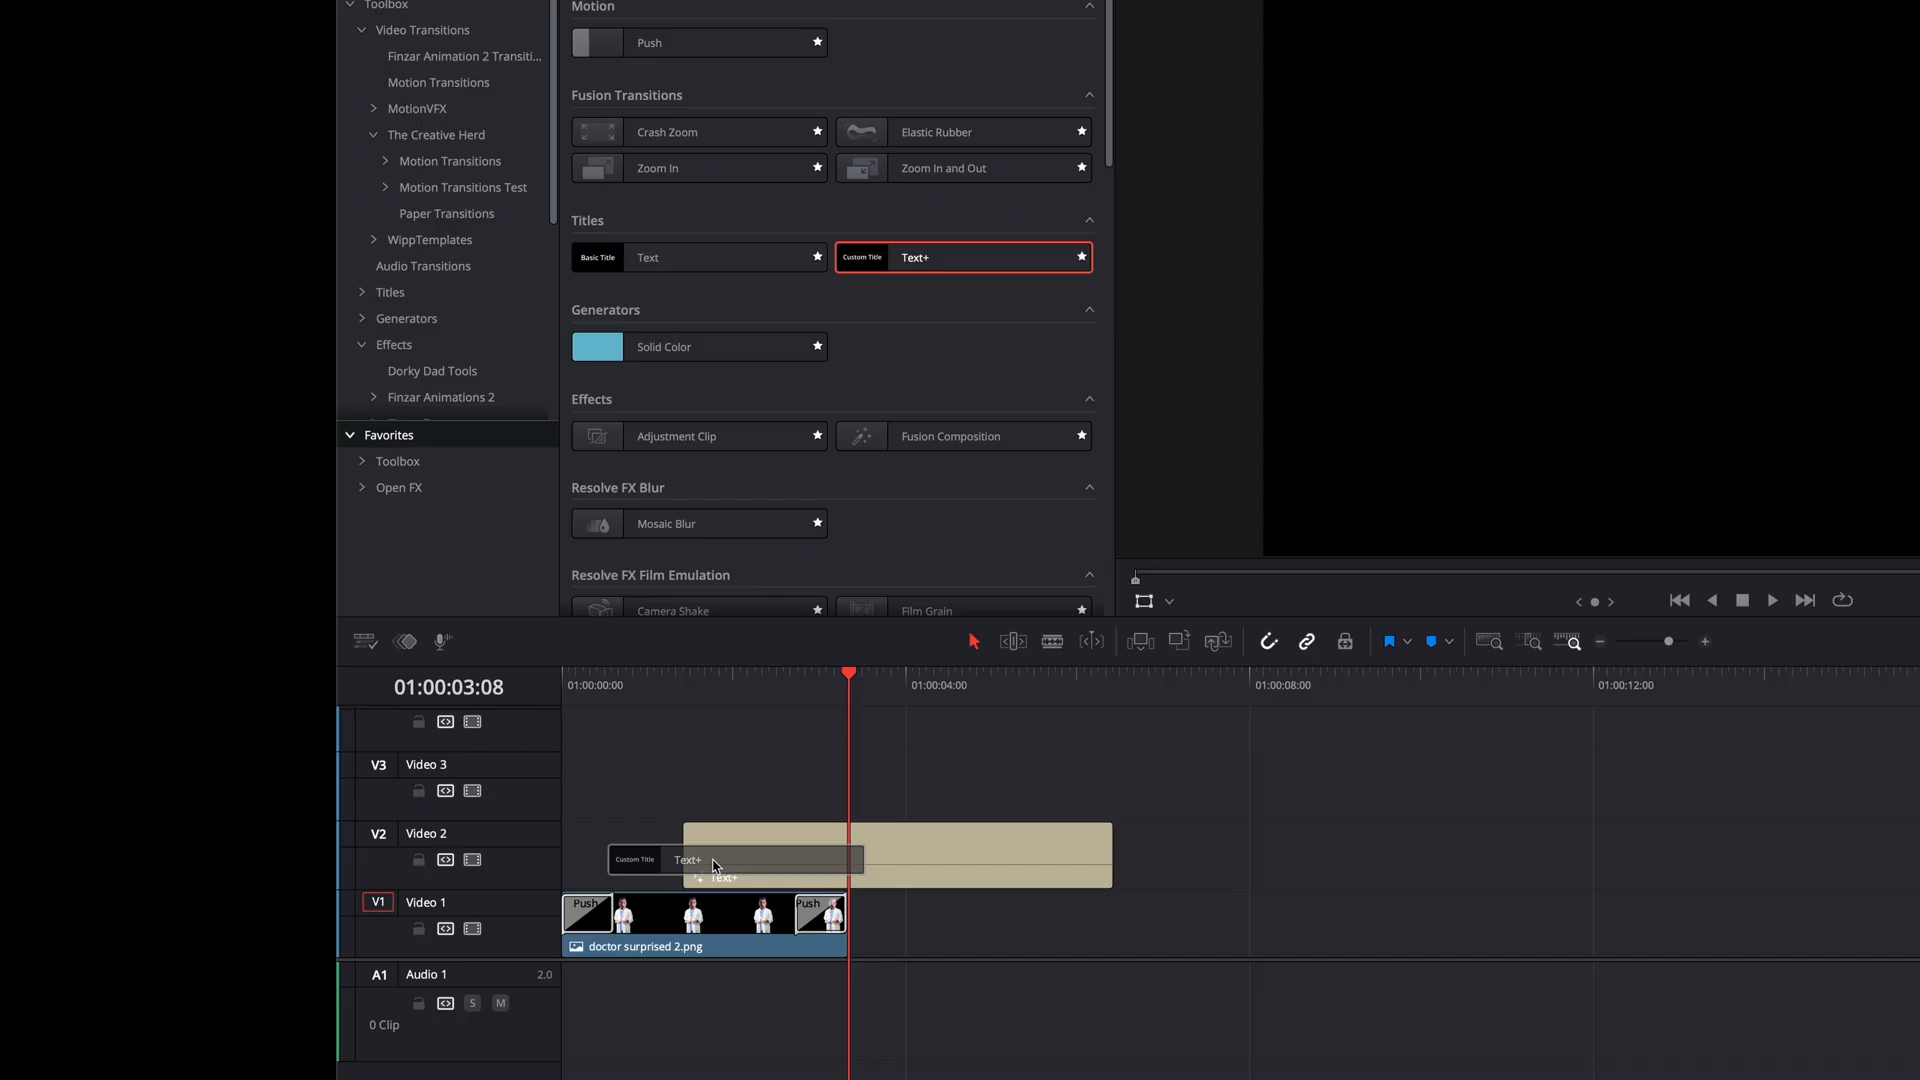 Toolbox
Video Transitions
Finzar Animation 2 Transiti...
Motion Transitions
MotionVFX
The Creative Herd
Motion Transitions
Motion Transitions Test
Paper Transitions
WippTemplates
Audio Transitions
Titles
Generators
Effects
Dorky Dad Tools
Finzar Animations 2
Favorites
Toolbox
Open FX
Motion
Push
Fusion Transitions
Crash Zoom
Elastic Rubber
Zoom In
Zoom In and Out
Titles
Basic Title
Text
Custom Title
Text+
Generators
Solid Color
Effects
Adjustment Clip
Fusion Composition
Resolve FX Blur
Mosaic Blur
Resolve FX Film Emulation
Camera Shake
Film Grain
01:00:03:08
01:00:00:00
01:00:04:00
01:00:08:00
01:00:12:00
V3
Video 3
V2
Video 2
Custom Title
Text+
Text+
V1
Video 1
Push
Push
doctor surprised 2.png
A1
Audio 1
2.0
S
M
0 Clip